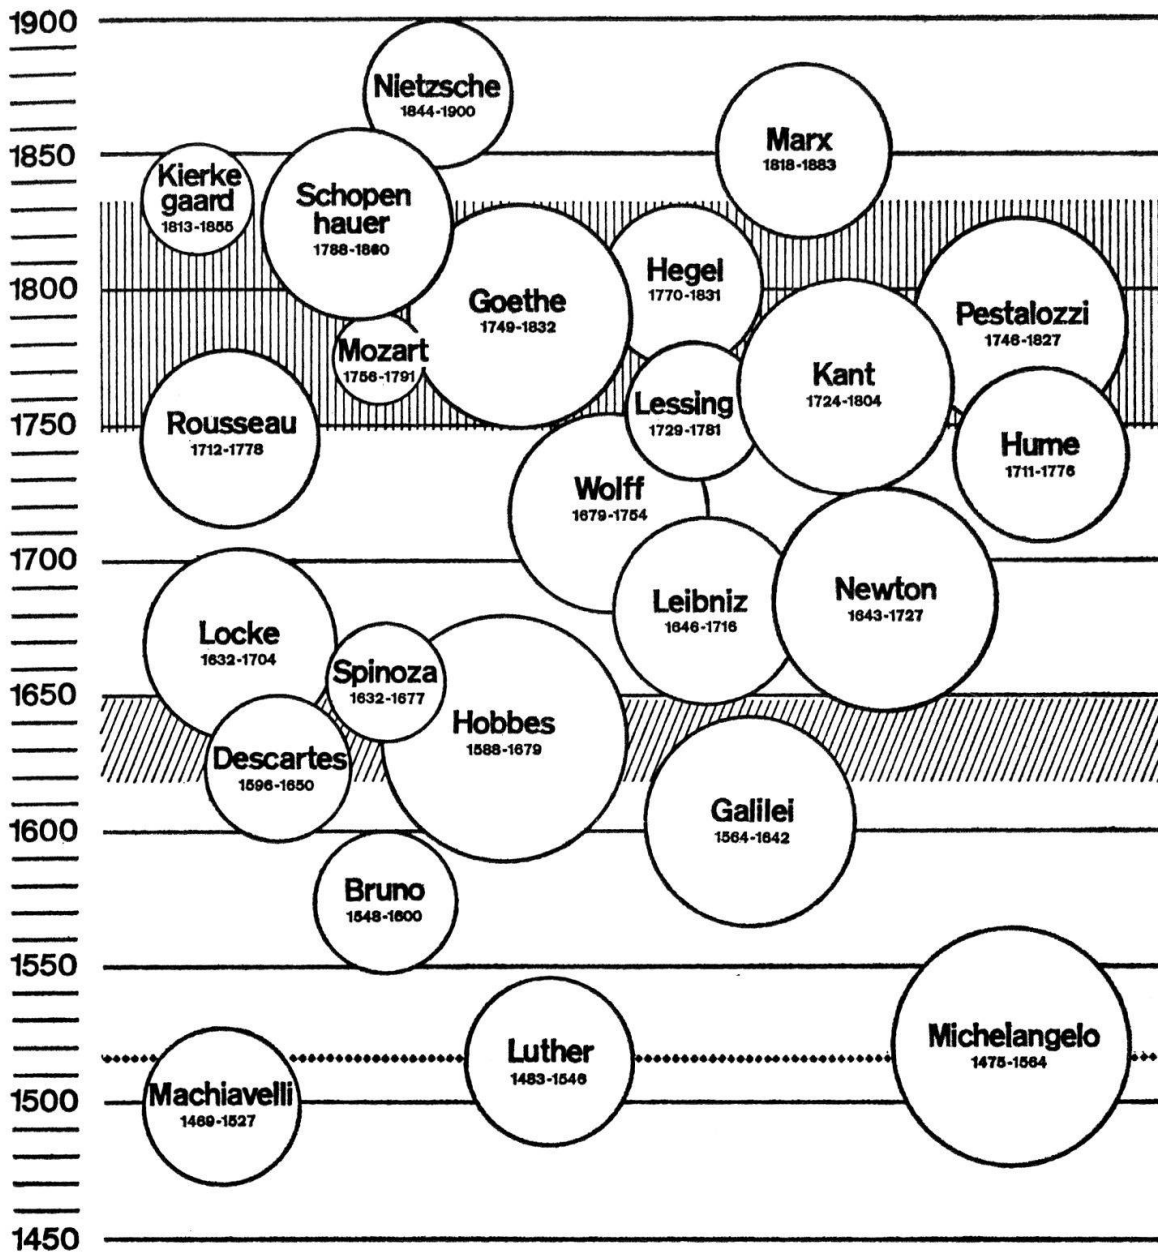 1900
Nietzsche
1844-1900
Marx
1818-1883
1850
Kierke
gaard
1813-1855
Schopen
hauer
1788-1860
Hegel
1770-1831
1800
Goethe
1749-1832
Pestalozzi
1746-1827
Mozart
1756-1791
Kant
1724-1804
Lessing
1729-1781
Rousseau
1712-1778
1750
Hume
1711-1776
Wolff
1679-1754
1700
Newton
1643-1727
Leibniz
1646-1716
Locke
1632-1704
Spinoza
1632-1677
1650
Hobbes
1588-1679
Descartes
1596-1650
Galilei
1564-1642
1600
Bruno
1548-1600
1550
Michelangelo
1475-1564
Luther
1483-1546
Machiavelli
1469-1527
1500
1450